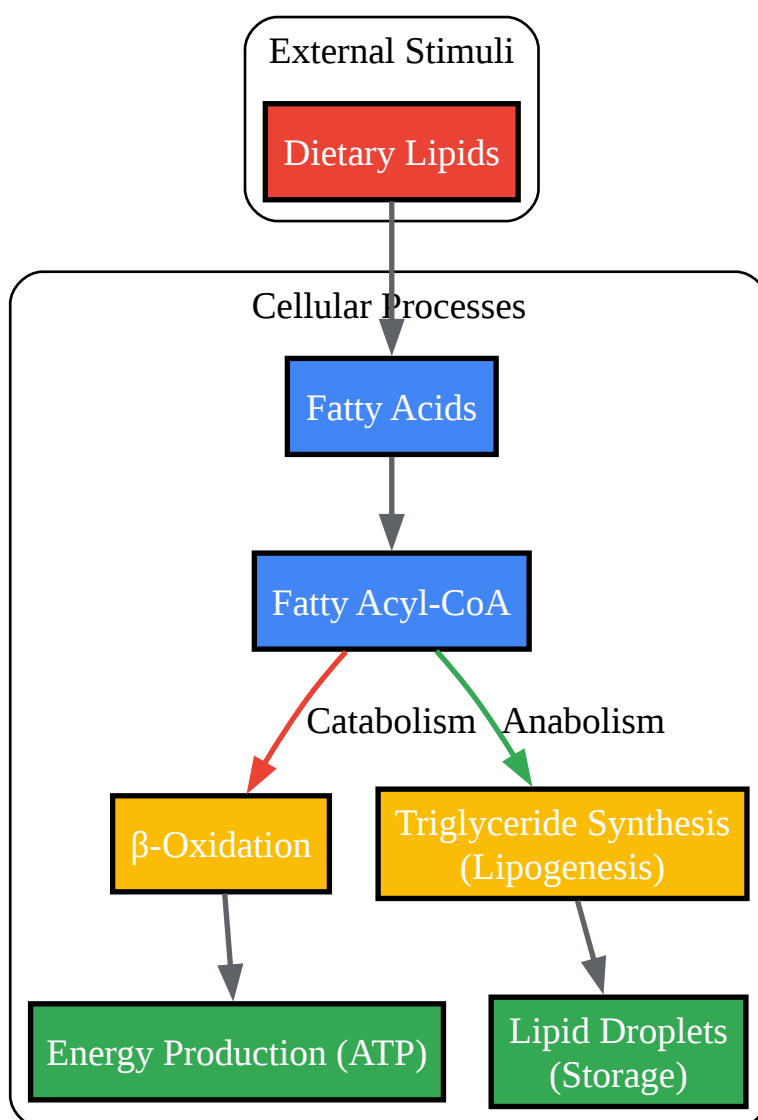 External Stimuli
Dietary Lipids
Cellular Processes
Fatty Acids
Fatty Acyl-CoA
Catabolism
Anabolism
β-Oxidation
Triglyceride Synthesis
(Lipogenesis)
Energy Production (ATP)
Lipid Droplets
(Storage)